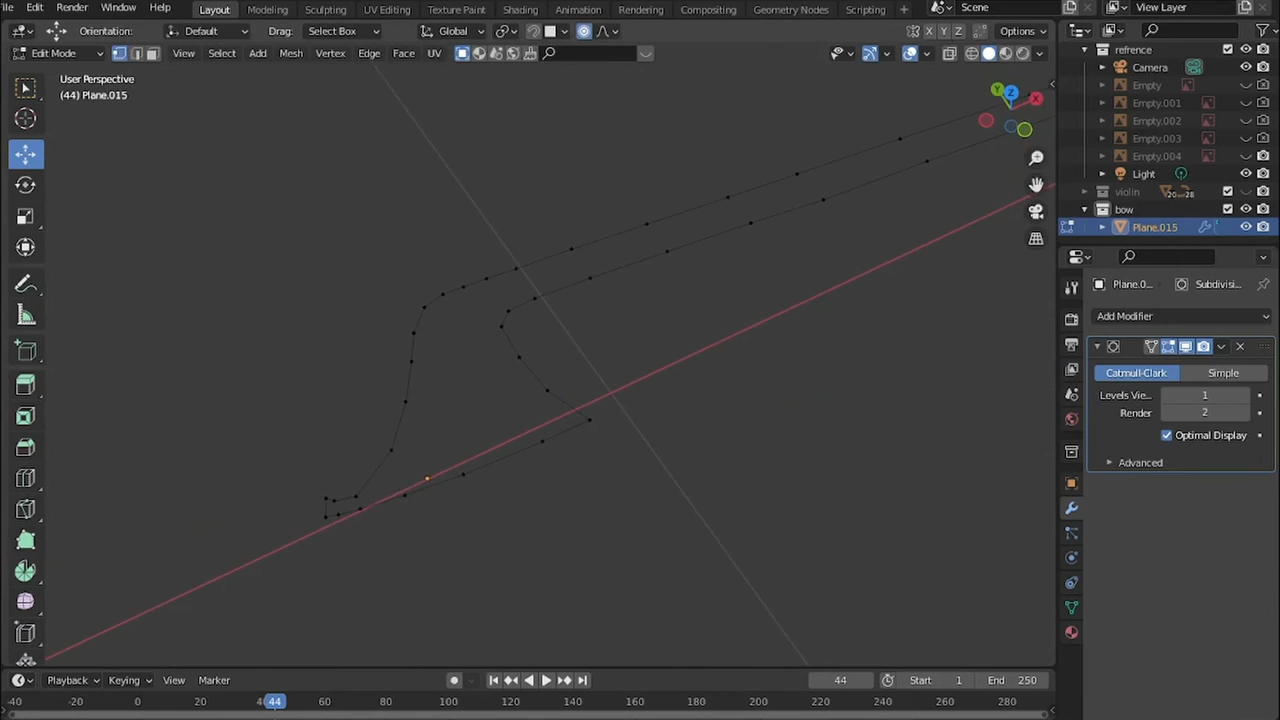 File Edit Render Window Help Layout Modeling Sculpting UV Editing Texture Paint Shading Animation Rendering Compositing Geometry Nodes Scripting + Scene View Layer
Orientation: Default Drag: Select Box Global X Y Z Options
Edit Mode View Select Add Mesh Vertex Edge Face UV
User Perspective
(44) Plane.015
Y Z X
refrence
Camera
Empty
Empty.001
Empty.002
Empty.003
Empty.004
Light
violin 20 28
bow
Plane.015
Plane.0... Subdivisi...
Add Modifier
Catmull-Clark Simple
Levels Vie... 1
Render 2
Optimal Display
Advanced
Playback Keying View Marker 44 Start 1 End 250
-40 -20 0 20 44 60 80 100 120 140 160 180 200 220 240 260 280